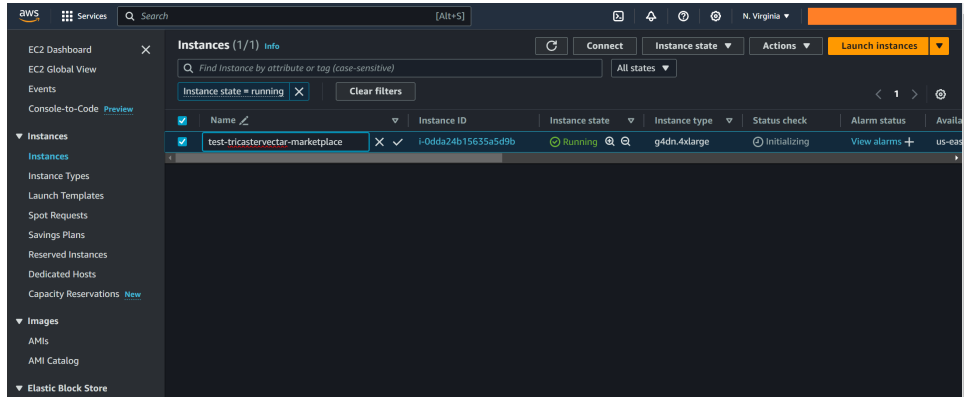 aws Services Search [Alt+S] N. Virginia
EC2 Dashboard
EC2 Global View
Events
Console-to-Code Preview
Instances
Instances
Instance Types
Launch Templates
Spot Requests
Savings Plans
Reserved Instances
Dedicated Hosts
Capacity Reservations New
Images
AMIs
AMI Catalog
Elastic Block Store
Instances (1/1) Info
Connect Instance state Actions Launch instances
Find Instance by attribute or tag (case-sensitive) All states
Instance state = running Clear filters
1
Name Instance ID Instance state Instance type Status check Alarm status Availa
test-tricastervectar-marketplace i-0dda24b15635a5d9b Running g4dn.4xlarge Initializing View alarms + us-eas